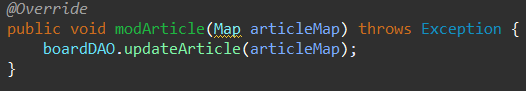 @Override
public void modArticle(Map articleMap) throws Exception {
    boardDAO.updateArticle(articleMap);
}